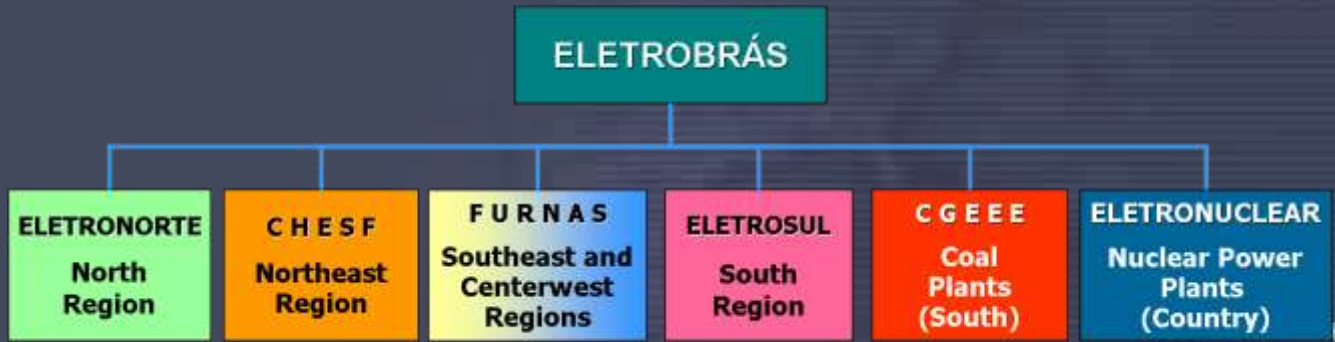 ELETROBRÁS
ELETRONORTE
North
Region
C H E S F
Northeast
Region
F U R N A S
Southeast and
Centerwest
Regions
ELETROSUL
South
Region
C G E E E
Coal
Plants
(South)
ELETRONUCLEAR
Nuclear Power
Plants
(Country)